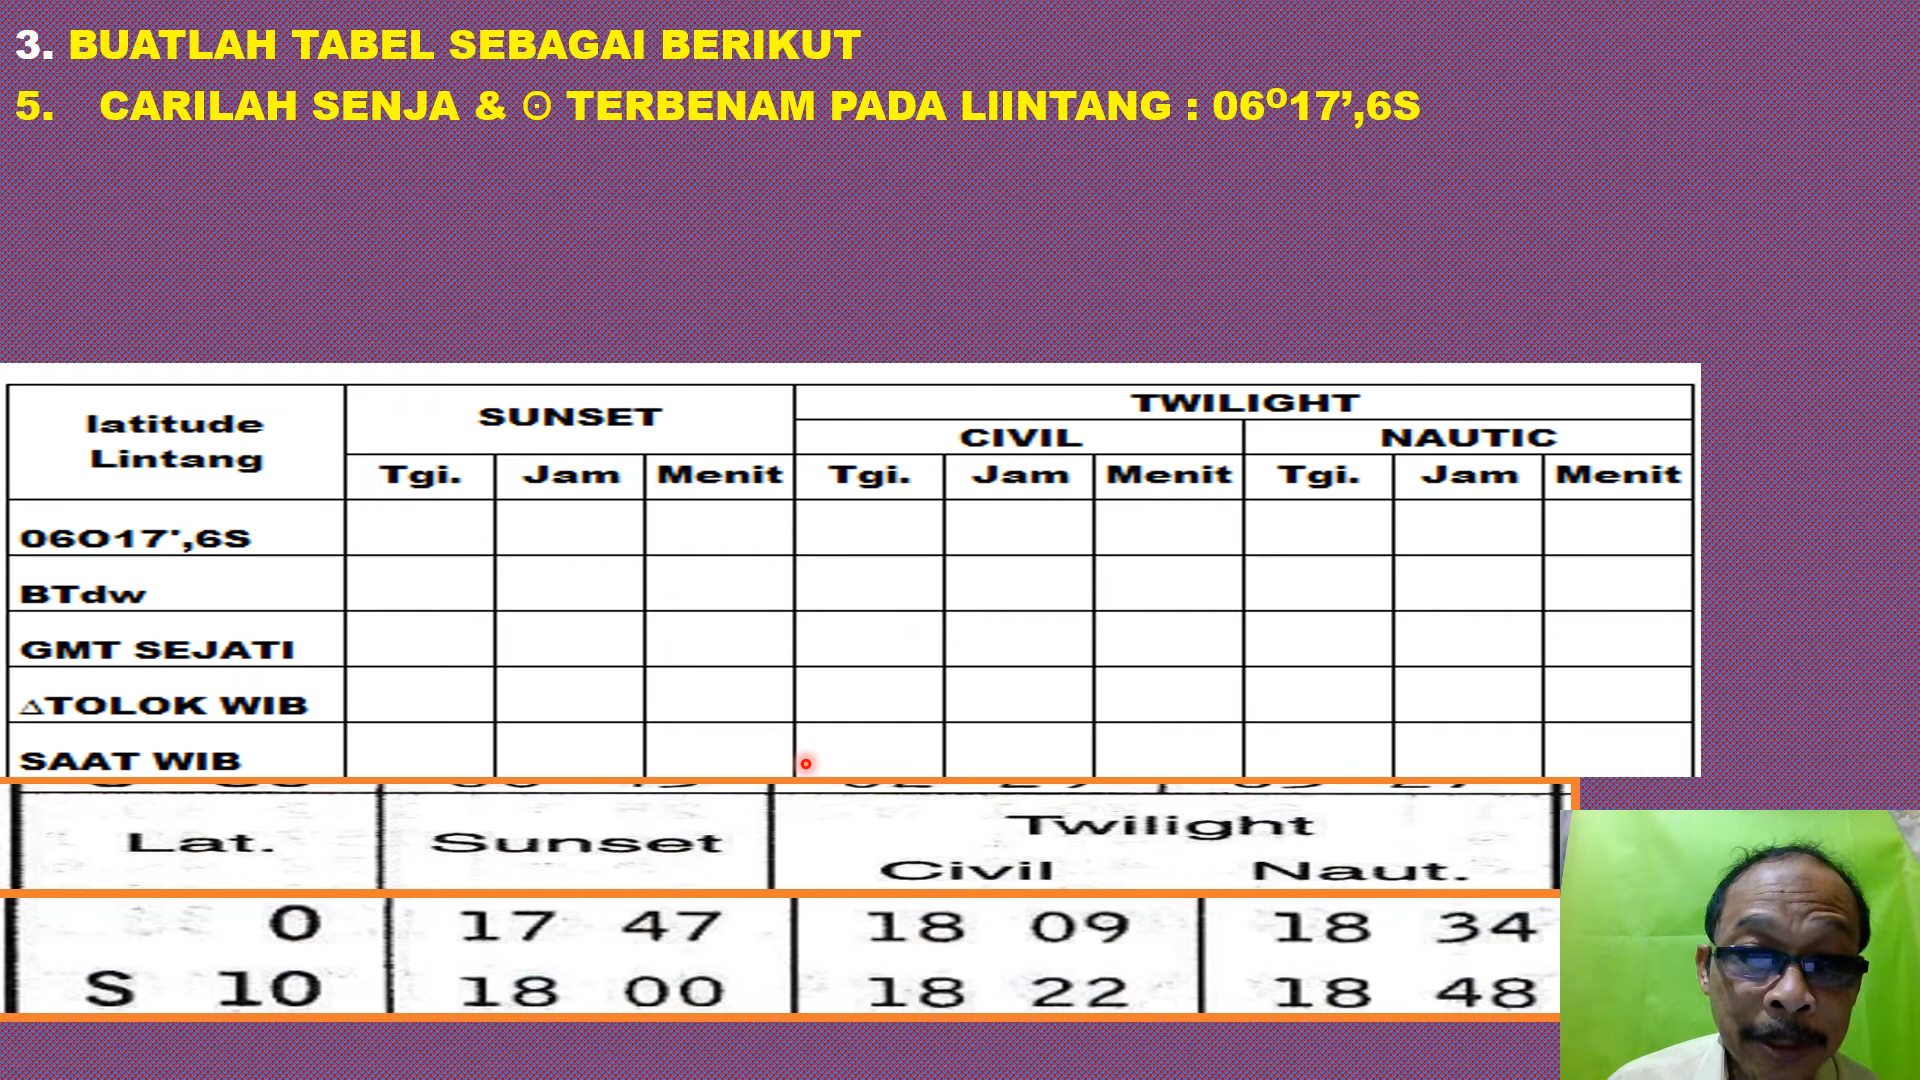 3. BUATLAH TABEL SEBAGAI BERIKUT
5. CARILAH SENJA & ʘ TERBENAM PADA LIINTANG : 06⁰17’,6S
latitude Lintang
SUNSET
TWILIGHT
CIVIL NAUTIC
Tgi. Jam Menit Tgi. Jam Menit Tgi. Jam Menit
06O17',6S
BTdw
GMT SEJATI
△TOLOK WIB
SAAT WIB
Lat. Sunset Twilight
Civil Naut.
0 17 47 18 09 18 34
S 10 18 00 18 22 18 48